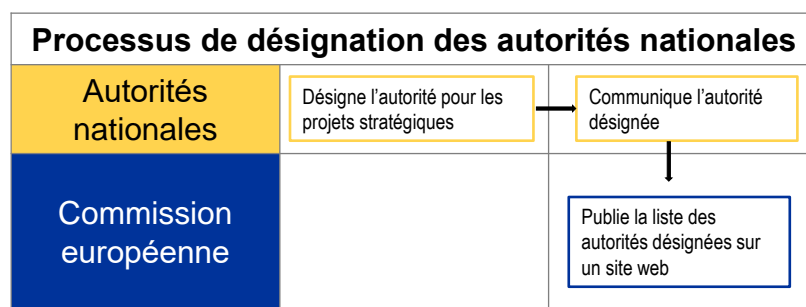 Processus de désignation des autorités nationales
Autorités
nationales
Désigne l’autorité pour les
projets stratégiques
Communique l’autorité
désignée
Commission
européenne
Publie la liste des
autorités désignées sur
un site web